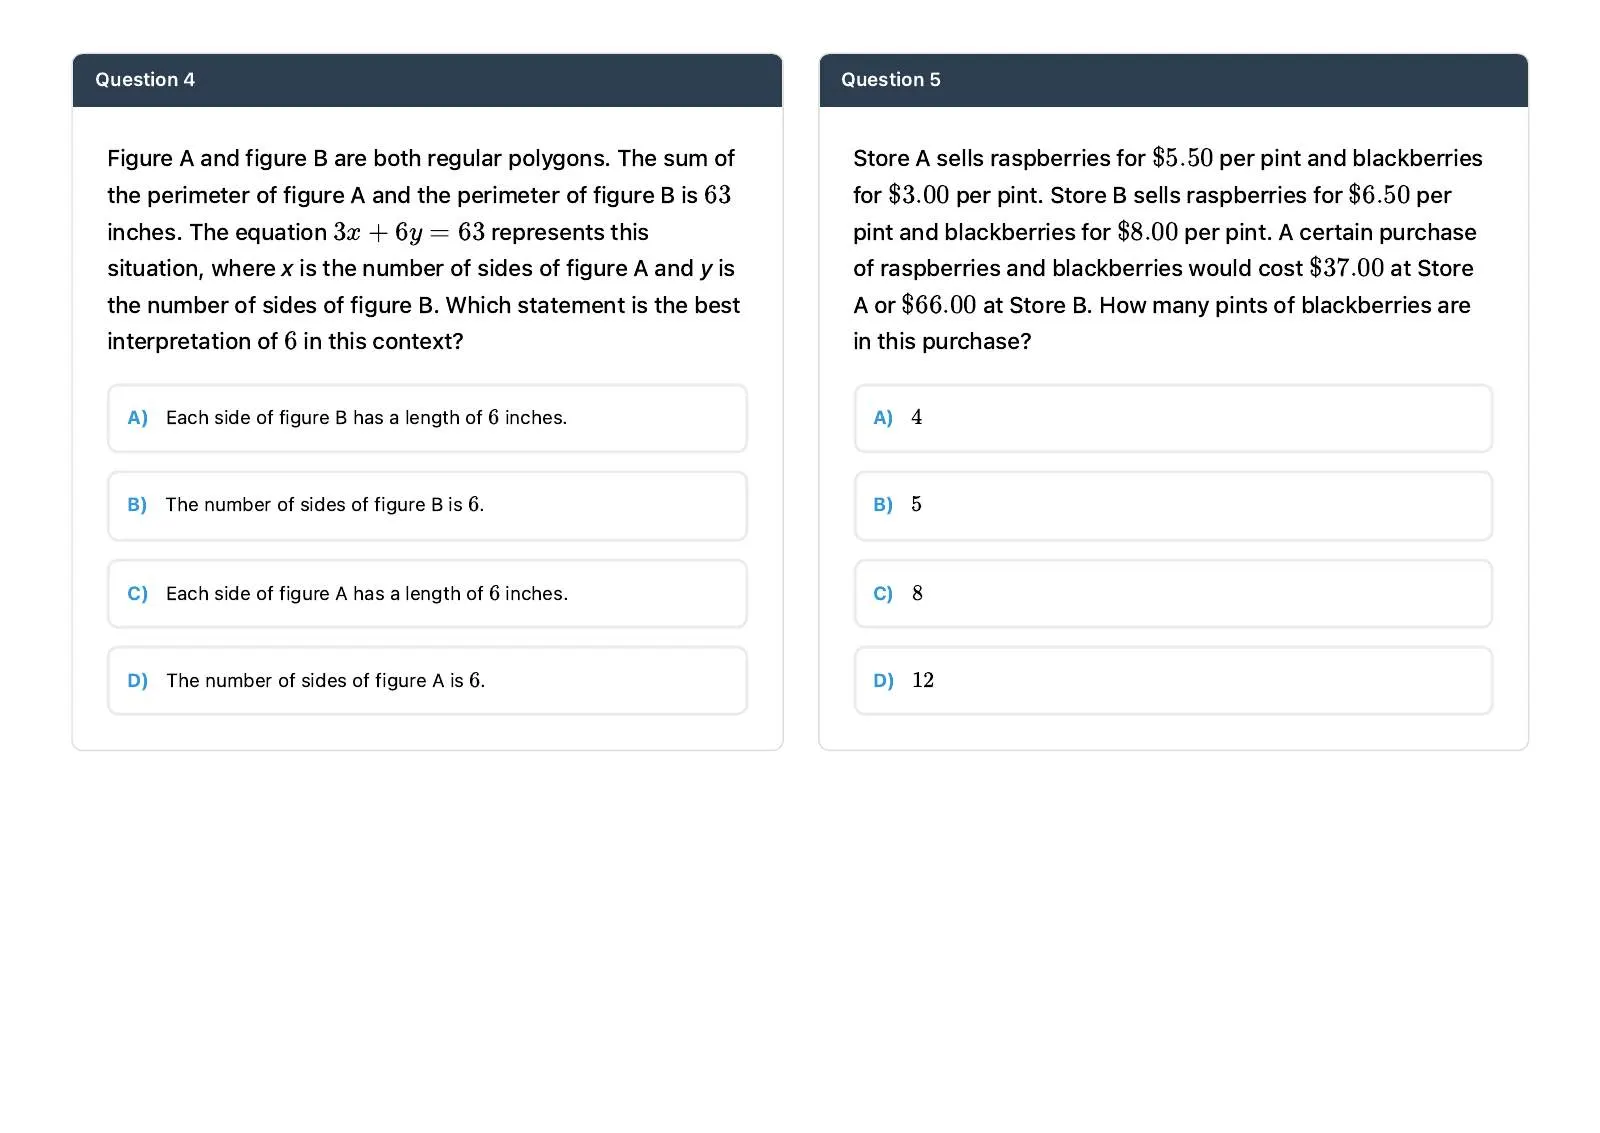 Question 4
Figure A and figure B are both regular polygons. The sum of
the perimeter of figure A and the perimeter of figure B is 63
inches. The equation 3x + 6y = 63 represents this
situation, where x is the number of sides of figure A and y is
the number of sides of figure B. Which statement is the best
interpretation of 6 in this context?
A) Each side of figure B has a length of 6 inches.
B) The number of sides of figure B is 6.
C) Each side of figure A has a length of 6 inches.
D) The number of sides of figure A is 6.
Question 5
Store A sells raspberries for $5.50 per pint and blackberries
for $3.00 per pint. Store B sells raspberries for $6.50 per
pint and blackberries for $8.00 per pint. A certain purchase
of raspberries and blackberries would cost $37.00 at Store
A or $66.00 at Store B. How many pints of blackberries are
in this purchase?
A) 4
B) 5
C) 8
D) 12